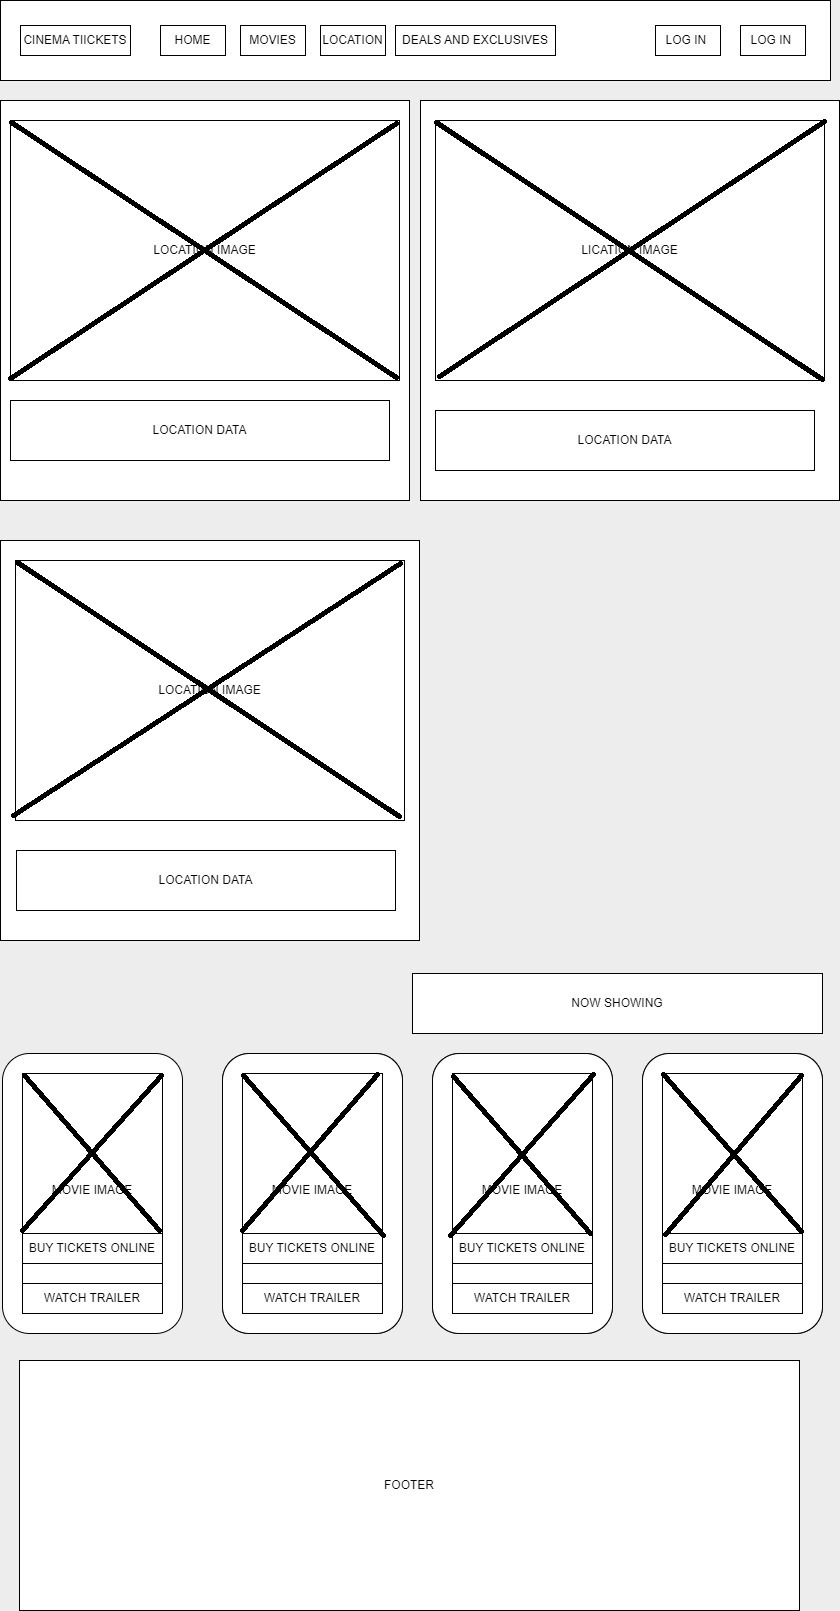 CINEMA TIICKETS HOME MOVIES LOCATION DEALS AND EXCLUSIVES LOG IN LOG IN
LOCATION IMAGE
LICATION IMAGE
LOCATION DATA
LOCATION DATA
LOCATION IMAGE
LOCATION DATA
NOW SHOWING
MOVIE IMAGE MOVIE IMAGE MOVIE IMAGE MOVIE IMAGE
BUY TICKETS ONLINE BUY TICKETS ONLINE BUY TICKETS ONLINE BUY TICKETS ONLINE
WATCH TRAILER WATCH TRAILER WATCH TRAILER WATCH TRAILER
FOOTER